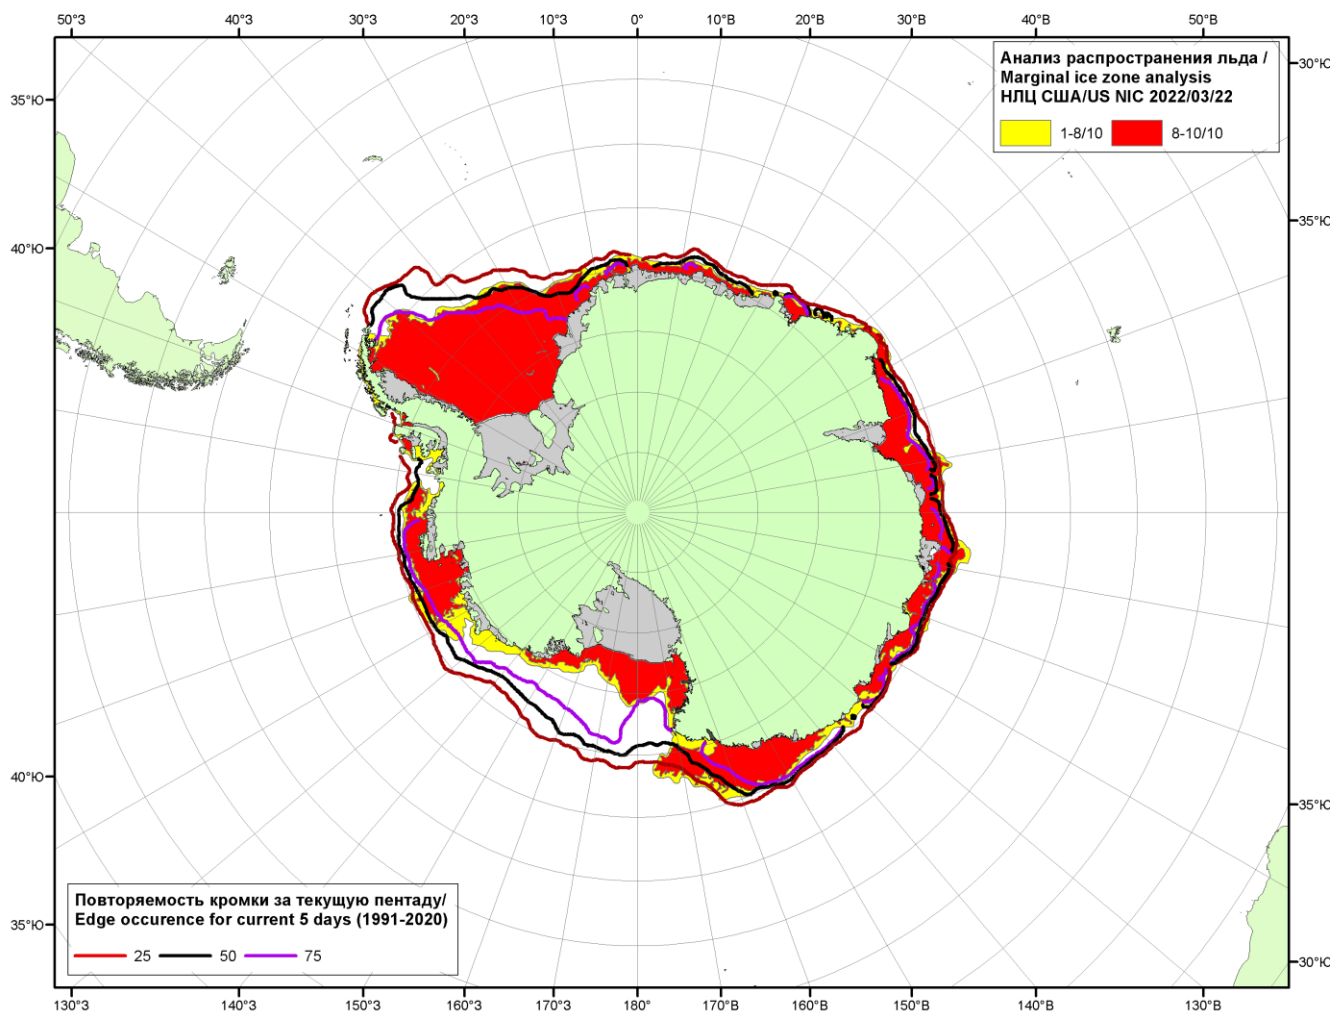 50°З 40°З 30°З 20°З 10°З 0° 10°В 20°В 30°В 40°В 50°В
Анализ распространения льда /
Marginal ice zone analysis
НЛЦ США/US NIC 2022/03/22
1-8/10 8-10/10
30°Ю
35°Ю
35°Ю
40°Ю
40°Ю
35°Ю
35°Ю
30°Ю
Повторяемость кромки за текущую пентаду/
Edge occurence for current 5 days (1991-2020)
25 50 75
130°З 140°З 150°З 160°З 170°З 180° 170°В 160°В 150°В 140°В 130°В